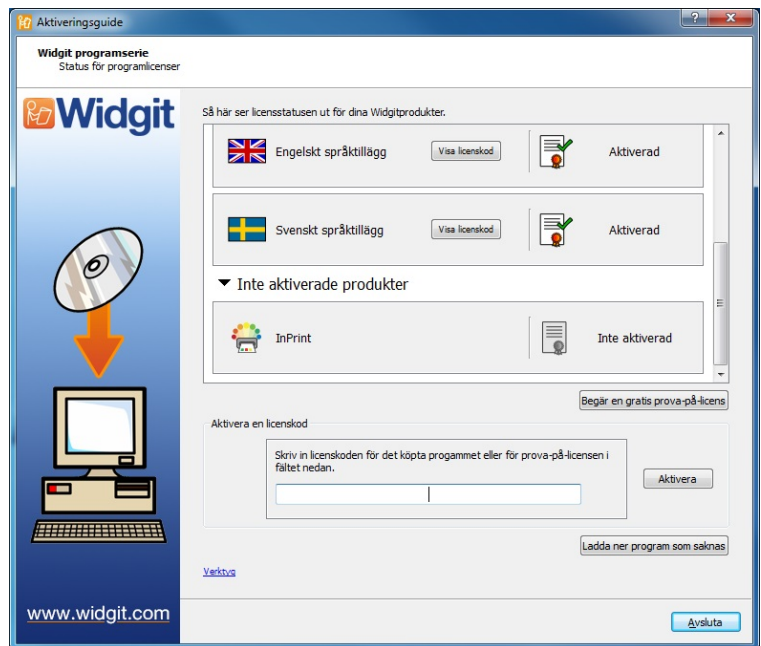 Aktiveringsguide
Widgit programserie
Status för programlicenser
Widgit
Så här ser licensstatusen ut för dina Widgitprodukter.
Engelskt språktillägg Visa licenskod Aktiverad
Svenskt språktillägg Visa licenskod Aktiverad
Inte aktiverade produkter
InPrint Inte aktiverad
Begär en gratis prova-på-licens
Aktivera en licenskod
Skriv in licenskoden för det köpta progammet eller för prova-på-licensen i
fältet nedan.
Aktivera
Ladda ner program som saknas
Verktyg
www.widgit.com
Avsluta